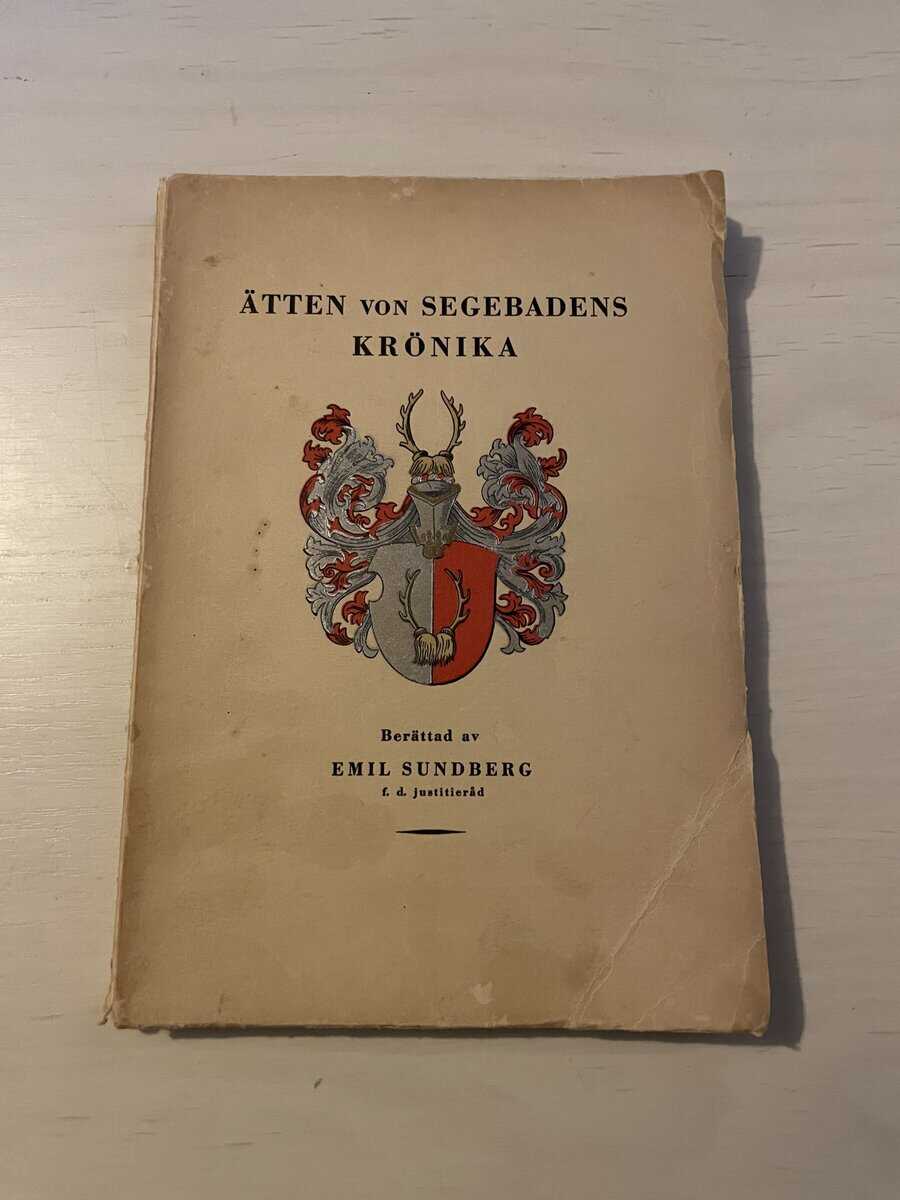 ÄTTEN VON SEGEBADENS
KRÖNIKA
Berättad av
EMIL SUNDBERG
f. d. justitieråd